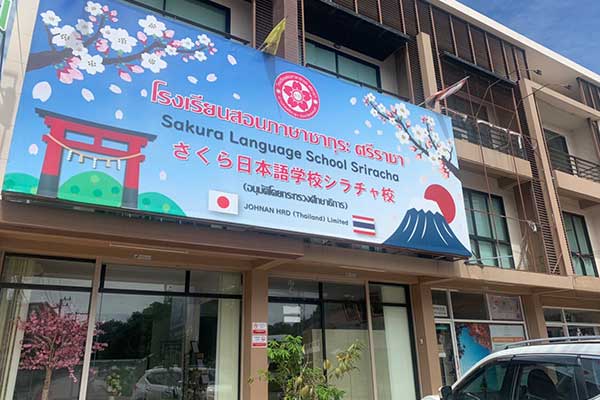 โรงเรียนสอนภาษาซากุระ ศรีราชา
Sakura Language School Sriracha
さくら日本語学校シラチャ校
(อนุมัติโดยกระทรวงศึกษาธิการ)
JOHNAN HRD (Thailand) Limited